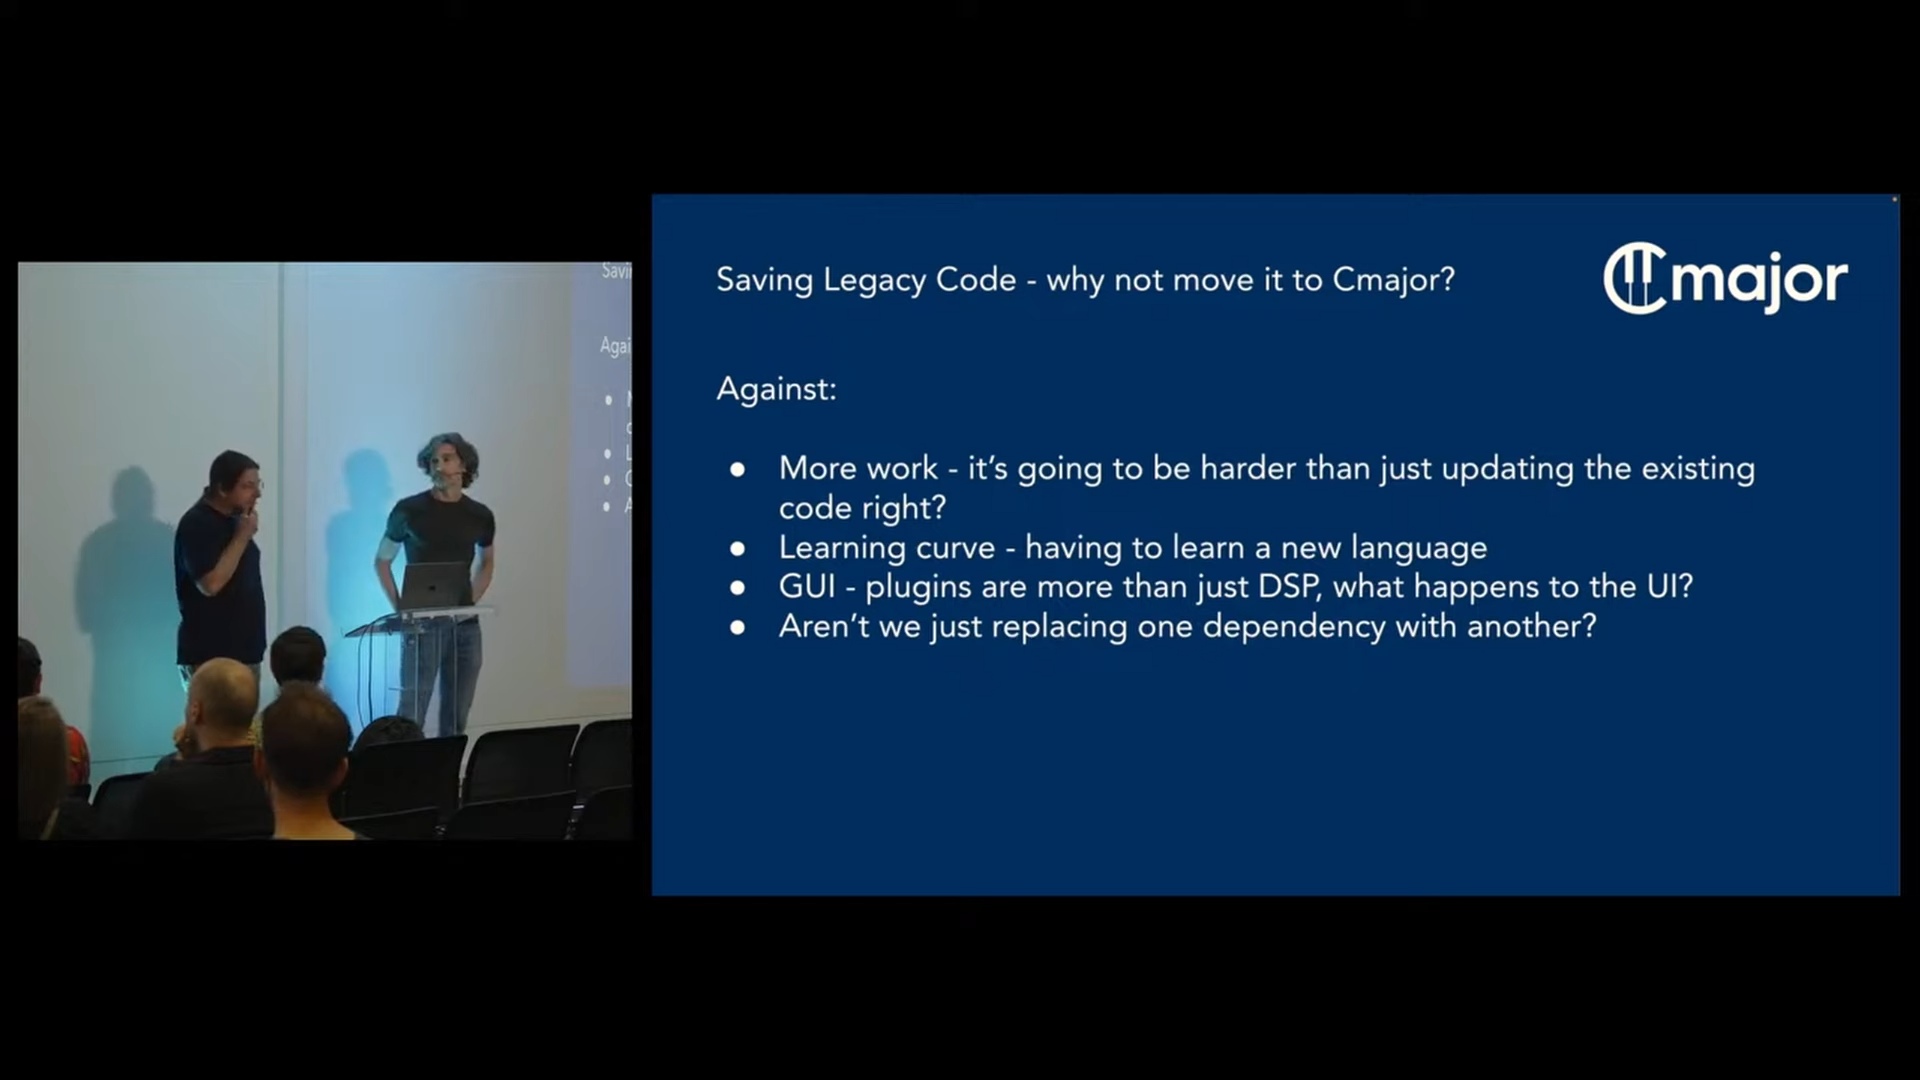 Saving Legacy Code - why not move it to Cmajor?
Cmajor
Against:
● More work - it's going to be harder than just updating the existing
code right?
● Learning curve - having to learn a new language
● GUI - plugins are more than just DSP, what happens to the UI?
● Aren't we just replacing one dependency with another?
Savi
Agai